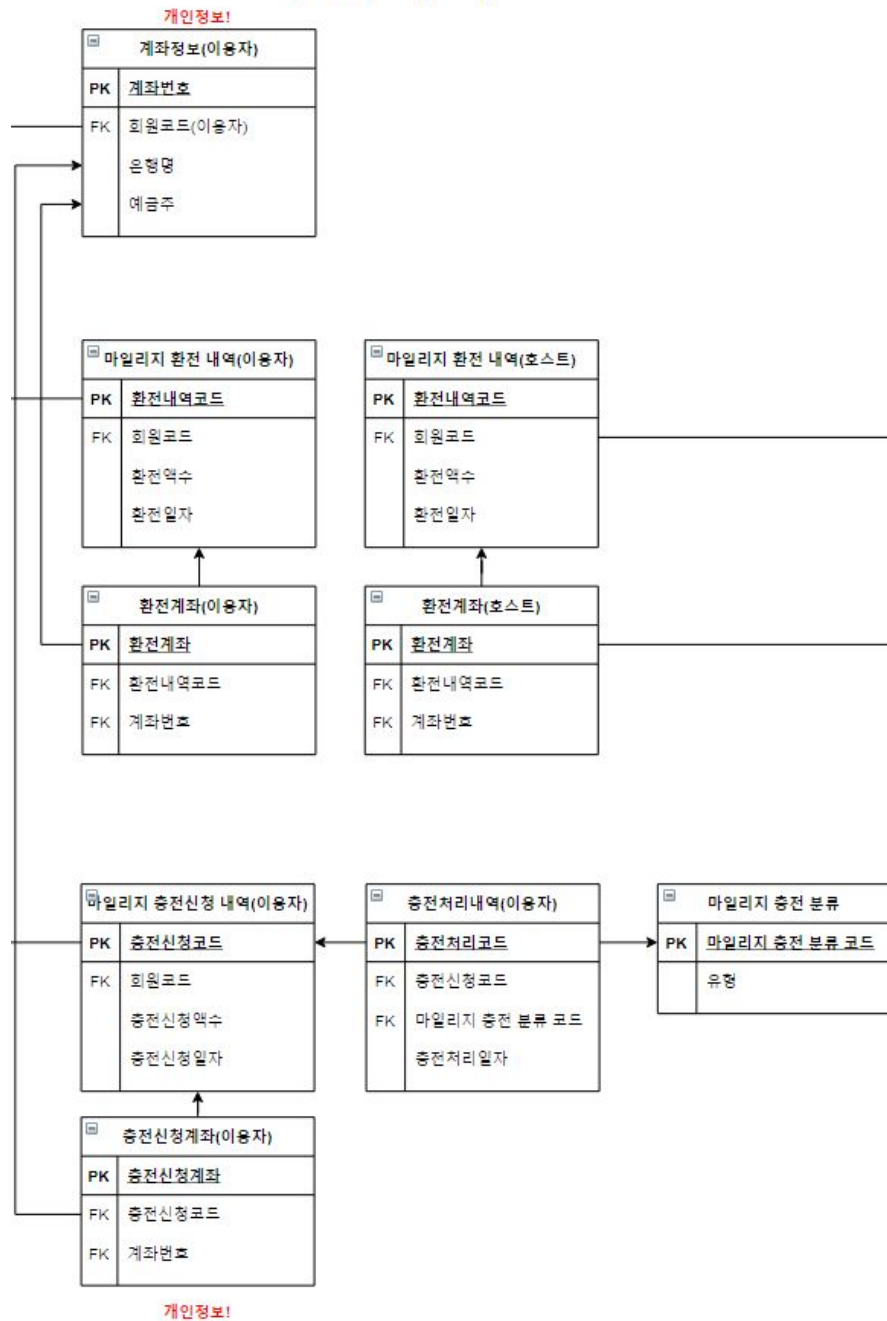 개인정보!
계좌정보(이용자)
PK 계좌번호
FK 회원코드(이용자)
은행명
예금주
마일리지 환전 내역(이용자)
PK 환전내역코드
FK 회원코드
환전액수
환전일자
마일리지 환전 내역(호스트)
PK 환전내역코드
FK 회원코드
환전액수
환전일자
환전계좌(이용자)
PK 환전계좌
FK 환전내역코드
FK 계좌번호
환전계좌(호스트)
PK 환전계좌
FK 환전내역코드
FK 계좌번호
마일리지 충전신청 내역(이용자)
PK 충전신청코드
FK 회원코드
충전신청액수
충전신청일자
충전처리내역(이용자)
PK 충전처리코드
FK 충전신청코드
FK 마일리지 충전 분류 코드
충전처리일자
마일리지 충전 분류
PK 마일리지 충전 분류 코드
유형
충전신청계좌(이용자)
PK 충전신청계좌
FK 충전신청코드
FK 계좌번호
개인정보!